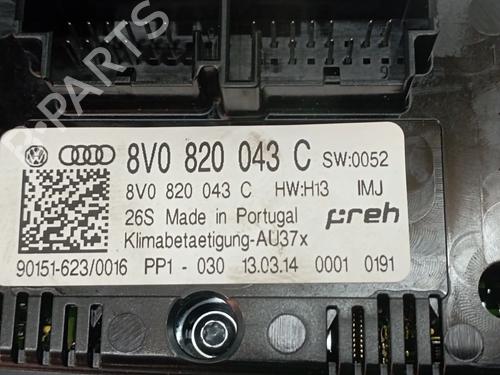 B-PARTS
9
8V0 820 043 C SW:0052
8V0 820 043 C HW:H13 IMJ
26S Made in Portugal preh
Klimabetaetigung-AU37x
90151-623/0016 PP1 - 030 13.03.14 0001 0191